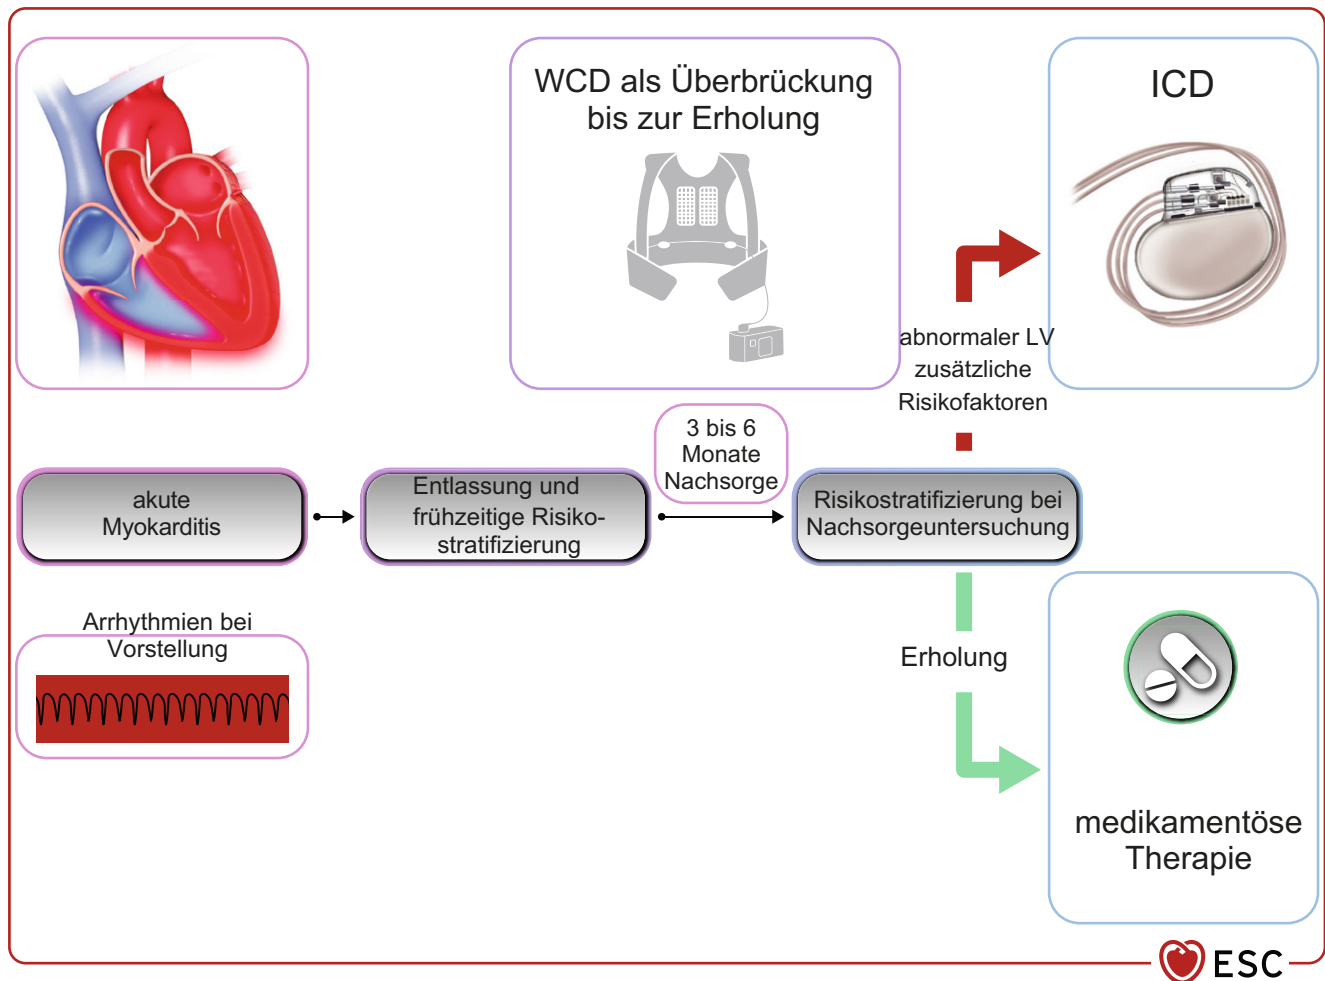 WCD als Überbrückung
bis zur Erholung
ICD
abnormaler LV
zusätzliche
Risikofaktoren
3 bis 6
Monate
Nachsorge
akute
Myokarditis
Entlassung und
frühzeitige Risiko-
stratifizierung
Risikostratifizierung bei
Nachsorgeuntersuchung
Arrhythmien bei
Vorstellung
Erholung
medikamentöse
Therapie
ESC